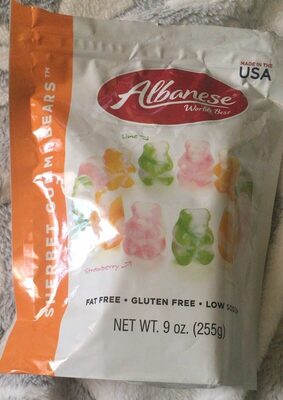 MADE IN THE
USA
Albanese®
World's Best
SHERBET GUMMI BEARS™
Lime
Strawberry
FAT FREE • GLUTEN FREE • LOW
NET WT. 9 oz. (255g)